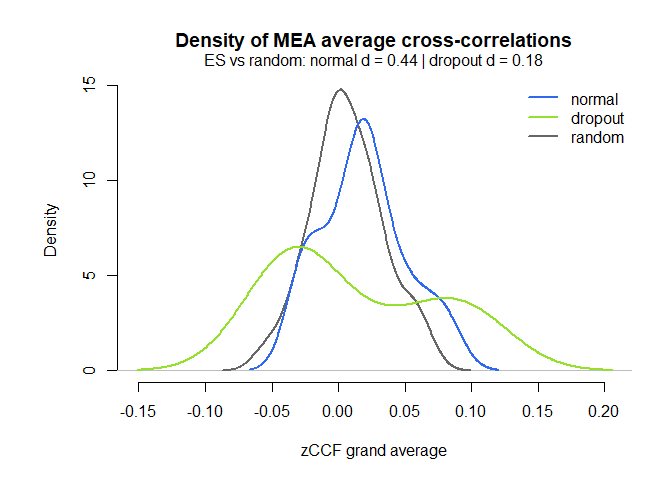 Density of MEA average cross-correlations
ES vs random: normal d = 0.44 | dropout d = 0.18
normal
dropout
random
Density
15
10
5
0
-0.15 -0.10 -0.05 0.00 0.05 0.10 0.15 0.20
zCCF grand average